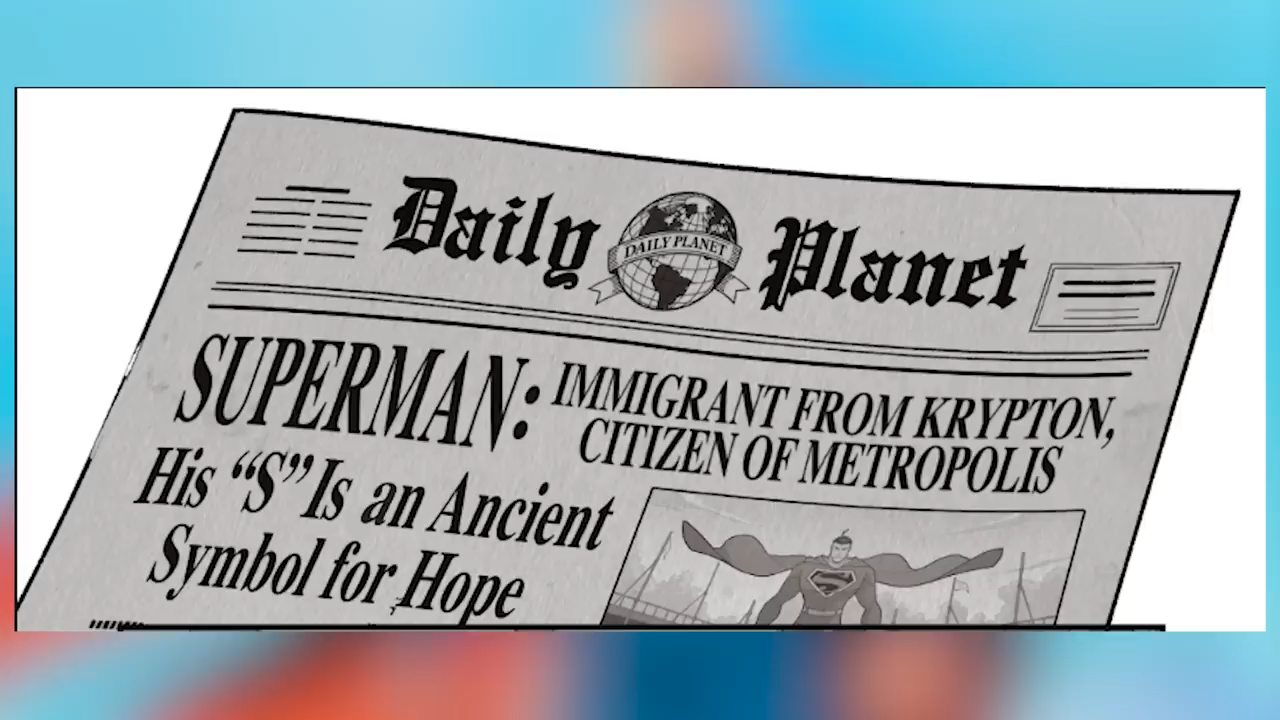 Daily Planet
DAILY PLANET
SUPERMAN: IMMIGRANT FROM KRYPTON,
CITIZEN OF METROPOLIS
His “S” Is an Ancient
Symbol for Hope